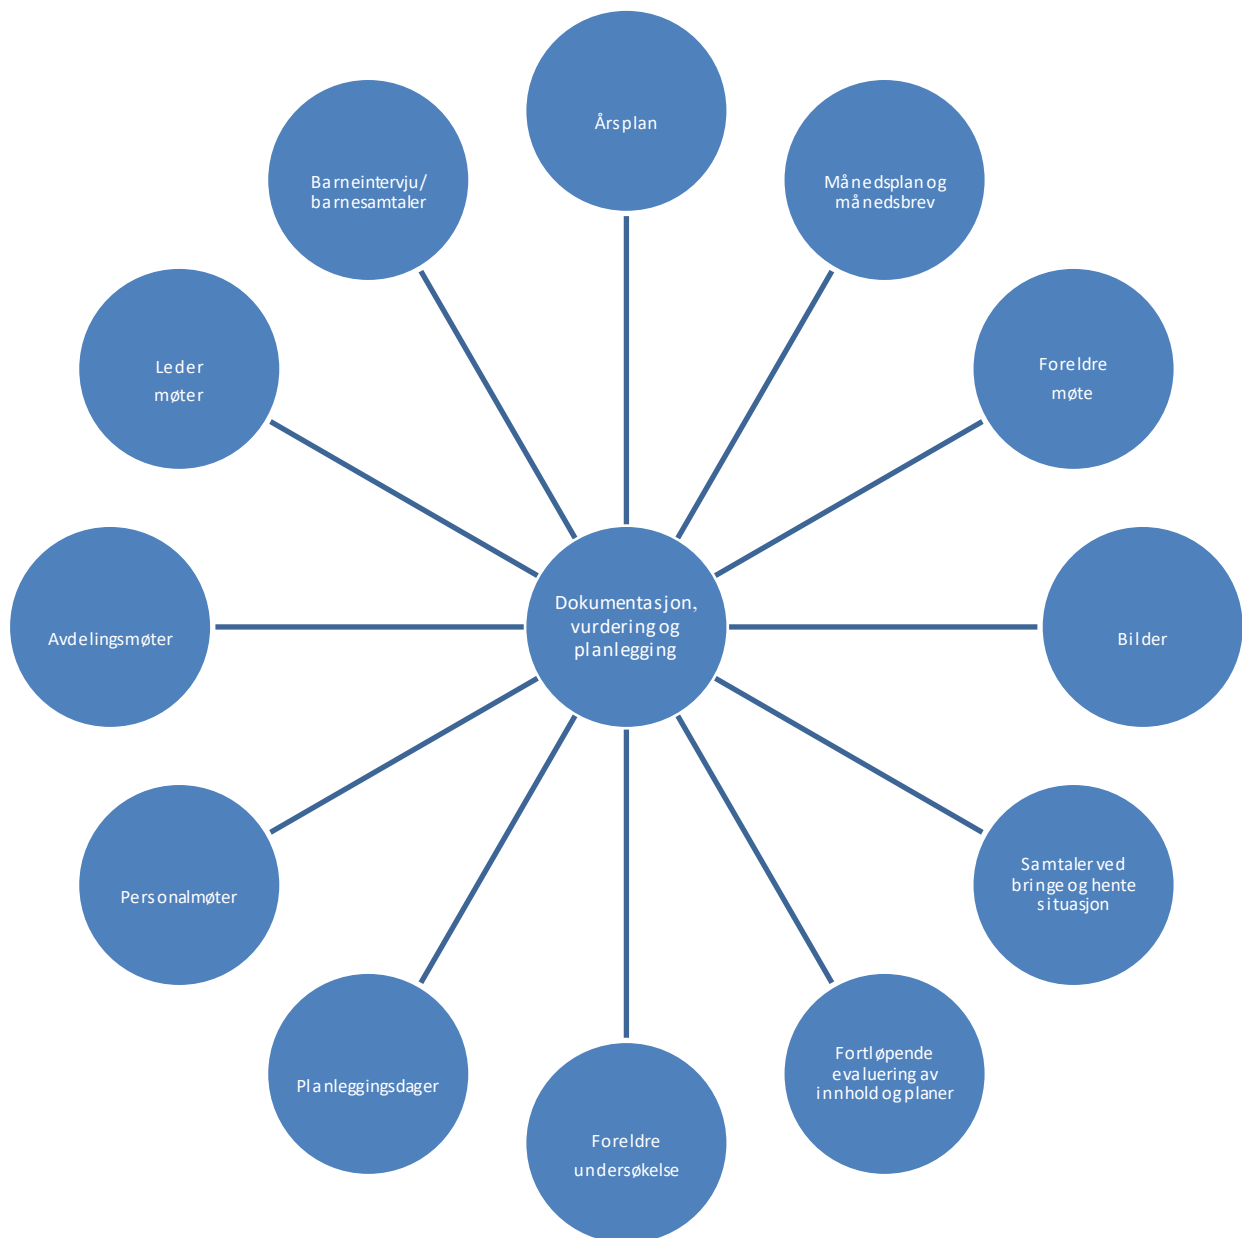 Årsplan
Månedsplan og
månedsbrev
Foreldre
møte
Bilder
Samtaler ved
bringe og hente
situasjon
Fortløpende
evaluering av
innhold og planer
Foreldre
undersøkelse
Planleggingsdager
Personalmøter
Avdelingsmøter
Leder
møter
Barneintervju/
barnesamtaler
Dokumentasjon,
vurdering og
planlegging